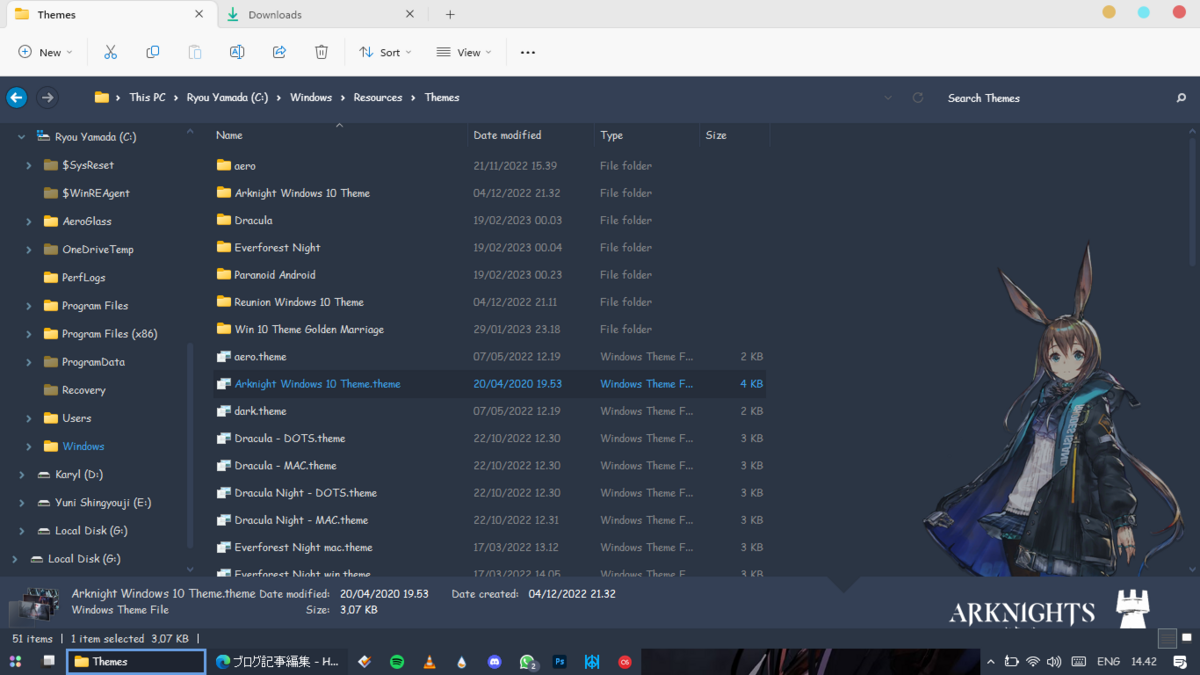 Themes
Downloads
New
Sort
View
This PC › Ryou Yamada (C:) › Windows › Resources › Themes
Search Themes
Ryou Yamada (C:)
$SysReset
$WinREAgent
AeroGlass
OneDriveTemp
PerfLogs
Program Files
Program Files (x86)
ProgramData
Recovery
Users
Windows
Karyl (D:)
Yuni Shingyouji (E:)
Local Disk (G:)
Local Disk (G:)
Name Date modified Type Size
aero 21/11/2022 15.39 File folder
Arknight Windows 10 Theme 04/12/2022 21.32 File folder
Dracula 19/02/2023 00.03 File folder
Everforest Night 19/02/2023 00.04 File folder
Paranoid Android 19/02/2023 00.23 File folder
Reunion Windows 10 Theme 04/12/2022 21.11 File folder
Win 10 Theme Golden Marriage 29/01/2023 23.18 File folder
aero.theme 07/05/2022 12.19 Windows Theme F... 2 KB
Arknight Windows 10 Theme.theme 20/04/2020 19.53 Windows Theme F... 4 KB
dark.theme 07/05/2022 12.19 Windows Theme F... 2 KB
Dracula - DOTS.theme 22/10/2022 12.30 Windows Theme F... 3 KB
Dracula - MAC.theme 22/10/2022 12.30 Windows Theme F... 3 KB
Dracula Night - DOTS.theme 22/10/2022 12.30 Windows Theme F... 3 KB
Dracula Night - MAC.theme 22/10/2022 12.31 Windows Theme F... 3 KB
Everforest Night mac.theme 17/03/2022 13.12 Windows Theme F... 3 KB
Everforest Night win.theme 17/03/2022 14.05 Windows Theme F... 3 KB
Arknight Windows 10 Theme.theme Date modified: 20/04/2020 19.53 Date created: 04/12/2022 21.32
Windows Theme File Size: 3,07 KB
ARKNIGHTS
51 items | 1 item selected 3,07 KB |
Themes
ブログ記事編集 - H...
2
Ps
ENG 14.42